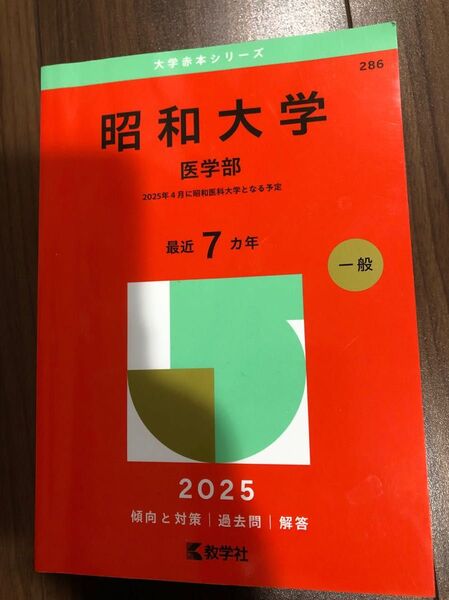 大学赤本シリーズ
286
昭和大学
医学部
2025年4月に昭和医科大学となる予定
最近7カ年
一般
2025
傾向と対策|過去問|解答
教学社